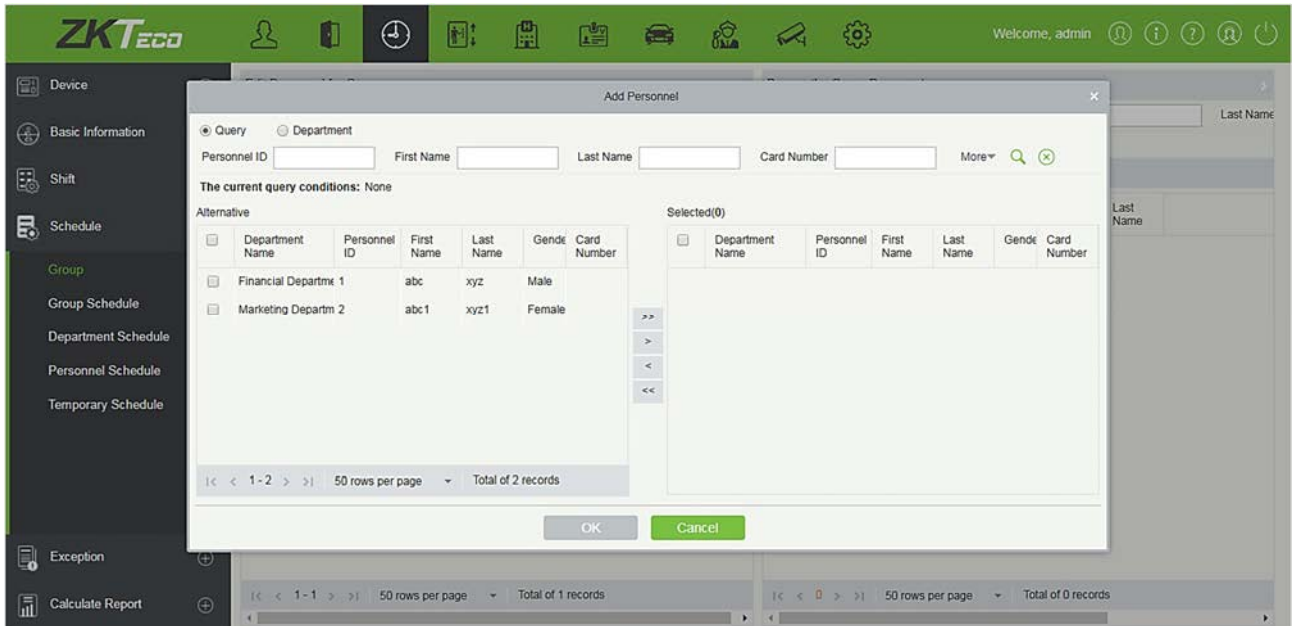 ZKTeco
Welcome, admin
Device
Basic Information
Shift
Schedule
Group
Group Schedule
Department Schedule
Personnel Schedule
Temporary Schedule
Exception
Calculate Report
Add Personnel
Query Department
Personnel ID First Name Last Name Card Number More
The current query conditions: None
Alternative
Department Name Personnel ID First Name Last Name Gende Card Number
Financial Departme 1 abc xyz Male
Marketing Departm 2 abc1 xyz1 Female
|< < 1 - 2 > >| 50 rows per page Total of 2 records
>>
>
<
<<
Selected(0)
Department Name Personnel ID First Name Last Name Gende Card Number
OK Cancel
Last Name
Last Name
|< < 1 - 1 > >| 50 rows per page Total of 1 records
|< < 0 > >| 50 rows per page Total of 0 records